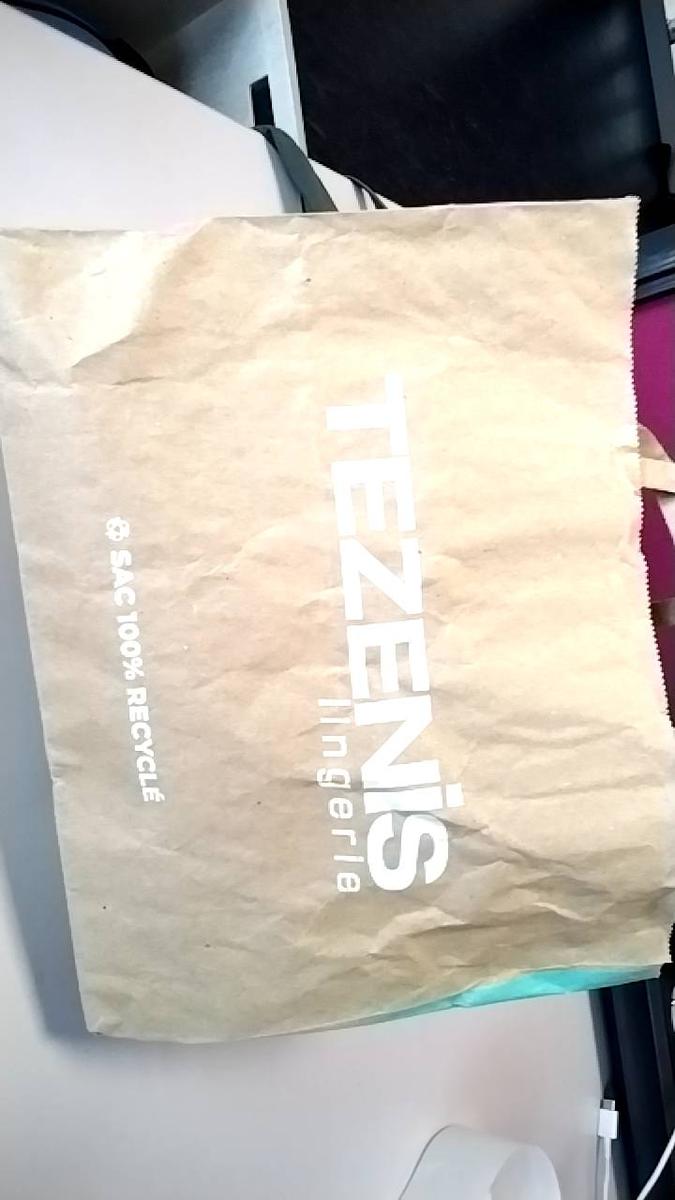 TEZENIS
lingerie
SAC 100% RECYCLÉ